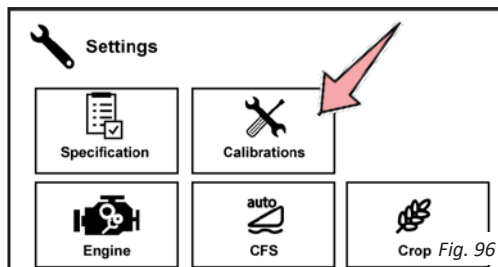 Settings
Specification
Calibrations
Engine
auto
CFS
Crop
Fig. 96